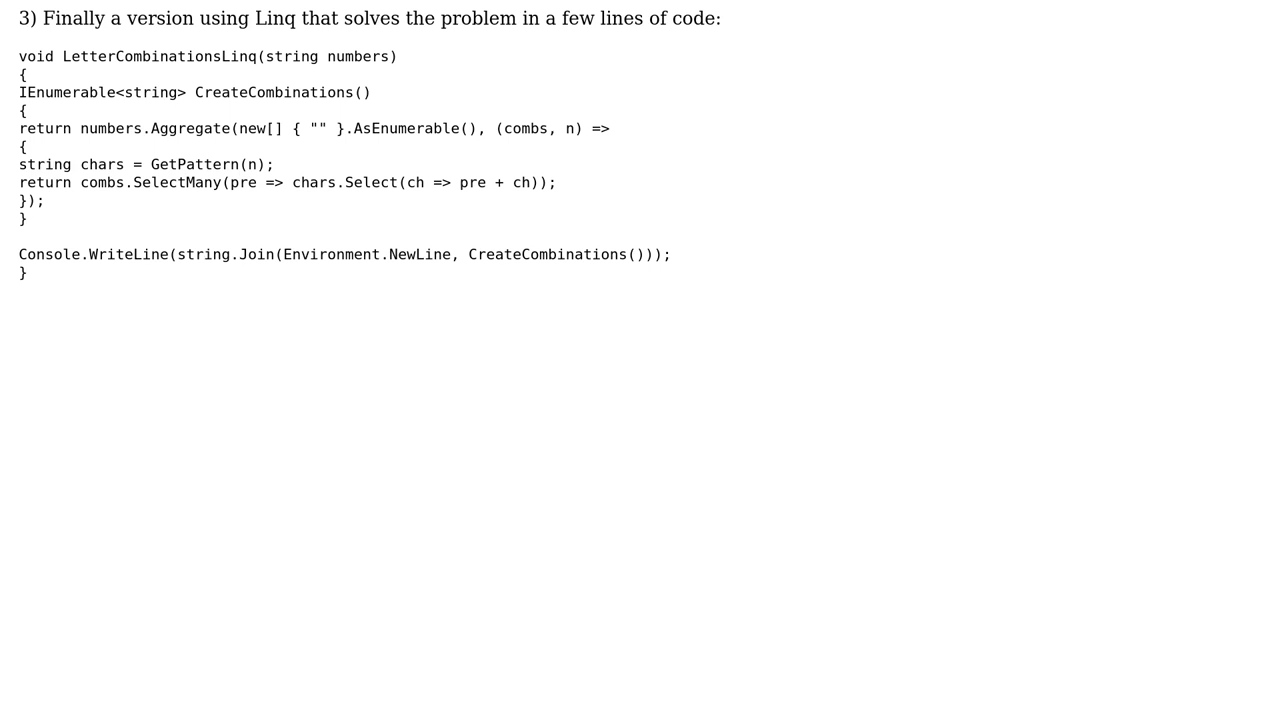 3) Finally a version using Linq that solves the problem in a few lines of code:
void LetterCombinationsLinq(string numbers)
{
IEnumerable<string> CreateCombinations()
{
return numbers.Aggregate(new[] { "" }.AsEnumerable(), (combs, n) =>
{
string chars = GetPattern(n);
return combs.SelectMany(pre => chars.Select(ch => pre + ch));
});
}

Console.WriteLine(string.Join(Environment.NewLine, CreateCombinations()));
}